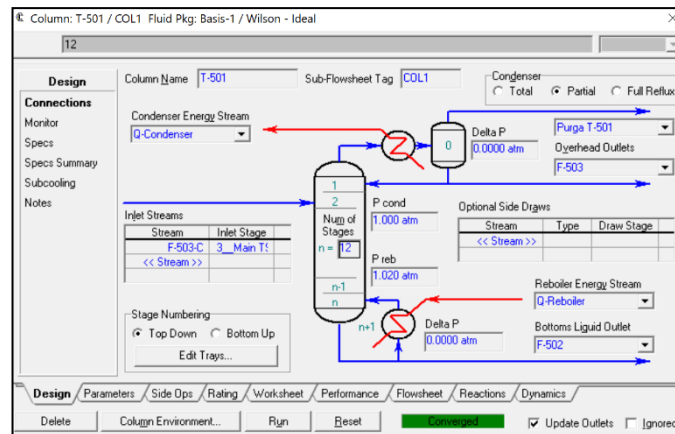 Column: T-501 / COL1 Fluid Pkg: Basis-1 / Wilson - Ideal
12
Design
Connections
Monitor
Specs
Specs Summary
Subcooling
Notes
Column Name T-501 Sub-Flowsheet Tag COL1
Condenser
Total Partial Full Reflux
Condenser Energy Stream
Q-Condenser
0
Delta P
0.0000 atm
Purga T-501
Overhead Outlets
F-503
1
2
Num of
Stages
n = 12
n-1
n
P cond
1.000 atm
P reb
1.020 atm
Inlet Streams
Stream Inlet Stage
F-503-C 3__Main TS
<< Stream >>
Optional Side Draws
Stream Type Draw Stage
<< Stream >>
Stage Numbering
Top Down Bottom Up
Edit Trays...
n+1
Delta P
0.0000 atm
Reboiler Energy Stream
Q-Reboiler
Bottoms Liquid Outlet
F-502
Design Parameters Side Ops Rating Worksheet Performance Flowsheet Reactions Dynamics
Delete Column Environment... Run Reset Converged Update Outlets Ignored